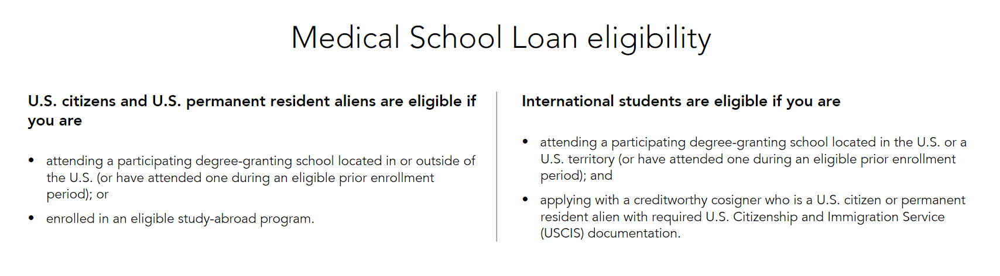 Medical School Loan eligibility
U.S. citizens and U.S. permanent resident aliens are eligible if
you are
• attending a participating degree-granting school located in or outside of
the U.S. (or have attended one during an eligible prior enrollment
period); or
• enrolled in an eligible study-abroad program.
International students are eligible if you are
• attending a participating degree-granting school located in the U.S. or a
U.S. territory (or have attended one during an eligible prior enrollment
period); and
• applying with a creditworthy cosigner who is a U.S. citizen or permanent
resident alien with required U.S. Citizenship and Immigration Service
(USCIS) documentation.